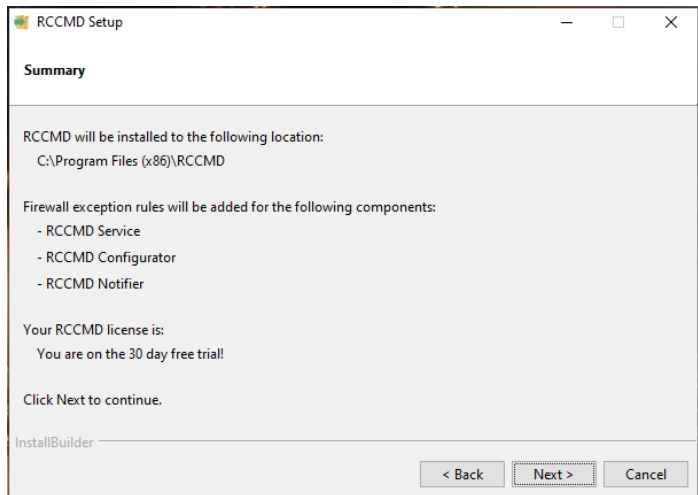 RCCMD Setup
Summary
RCCMD will be installed to the following location:
C:\Program Files (x86)\RCCMD
Firewall exception rules will be added for the following components:
- RCCMD Service
- RCCMD Configurator
- RCCMD Notifier
Your RCCMD license is:
You are on the 30 day free trial!
Click Next to continue.
InstallBuilder
< Back Next > Cancel